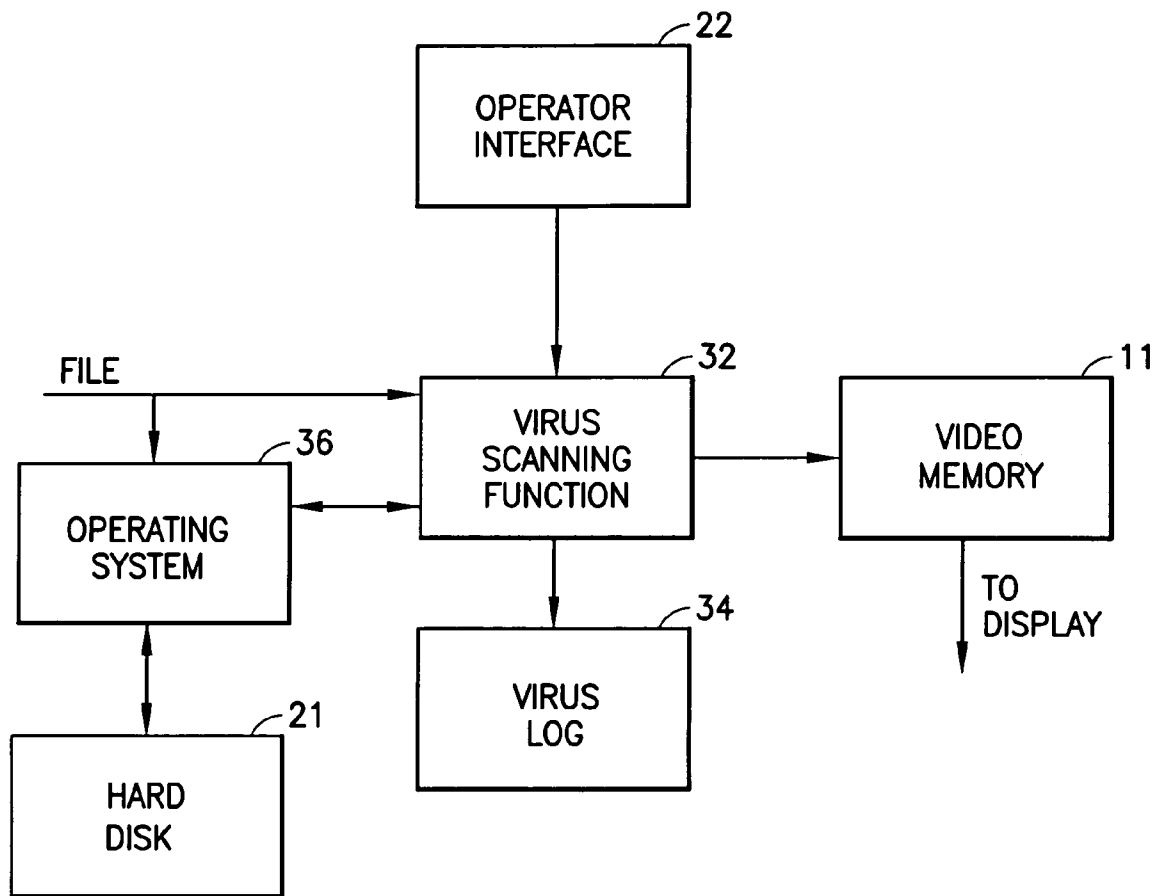 22
OPERATOR
INTERFACE
FILE
32
VIRUS
SCANNING
FUNCTION
11
VIDEO
MEMORY
36
OPERATING
SYSTEM
TO
DISPLAY
34
VIRUS
LOG
21
HARD
DISK